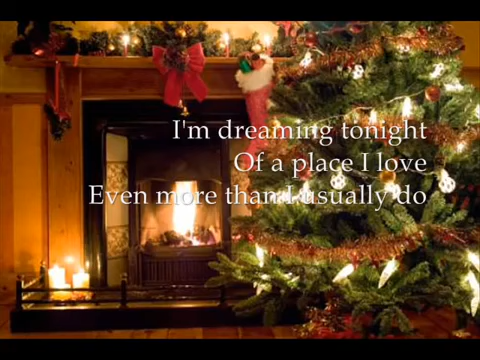 I'm dreaming tonight
Of a place I love
Even more than I usually do